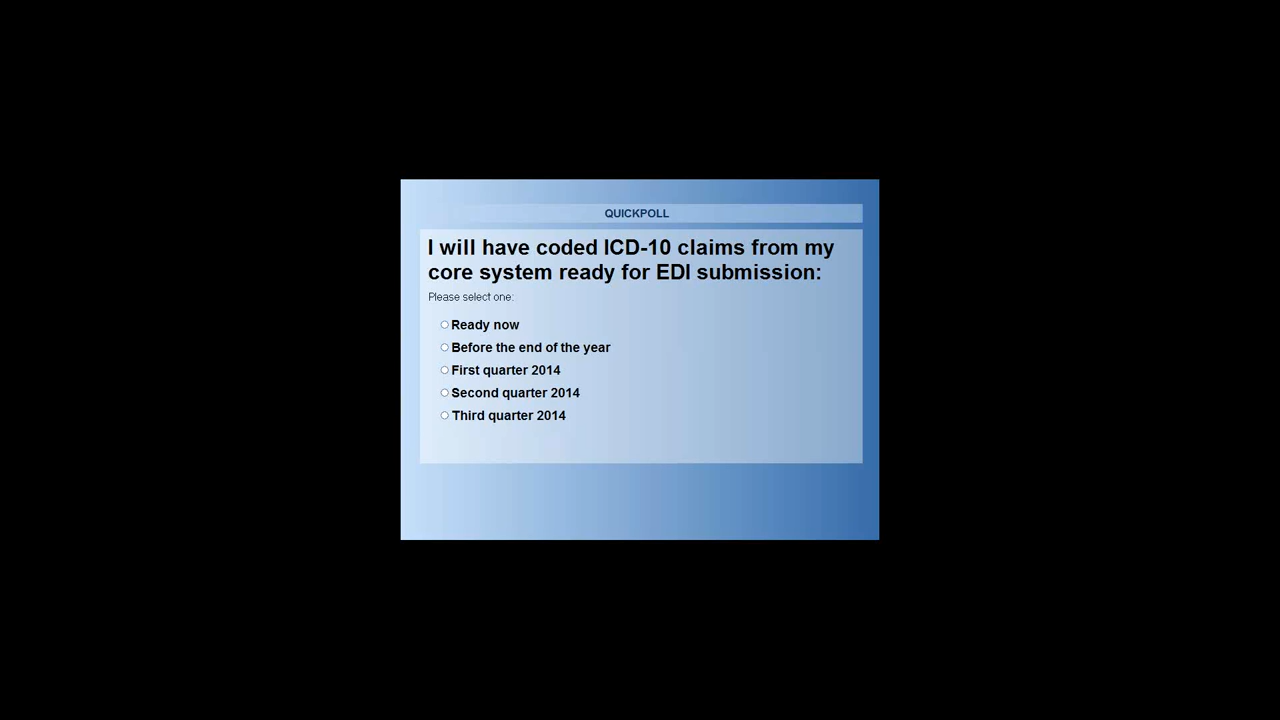 QUICKPOLL
I will have coded ICD-10 claims from my
core system ready for EDI submission:
Please select one:
Ready now
Before the end of the year
First quarter 2014
Second quarter 2014
Third quarter 2014